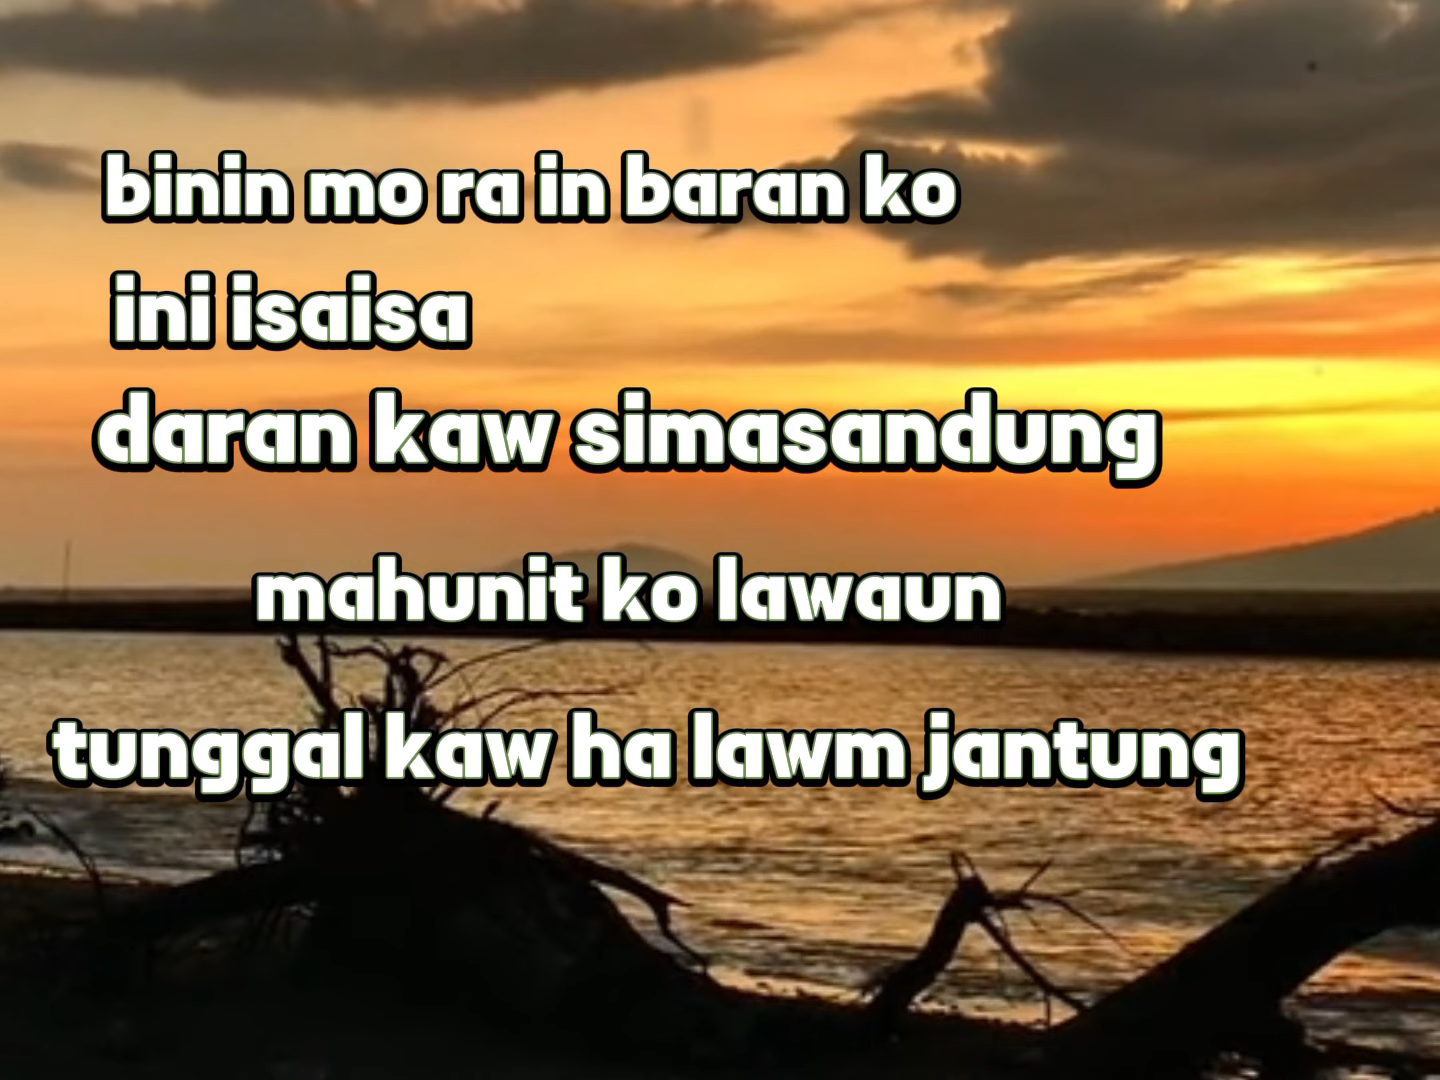 binin mo ra in baran ko
ini isaisa
daran kaw simasandung
mahunit ko lawaun
tunggal kaw ha lawm jantung